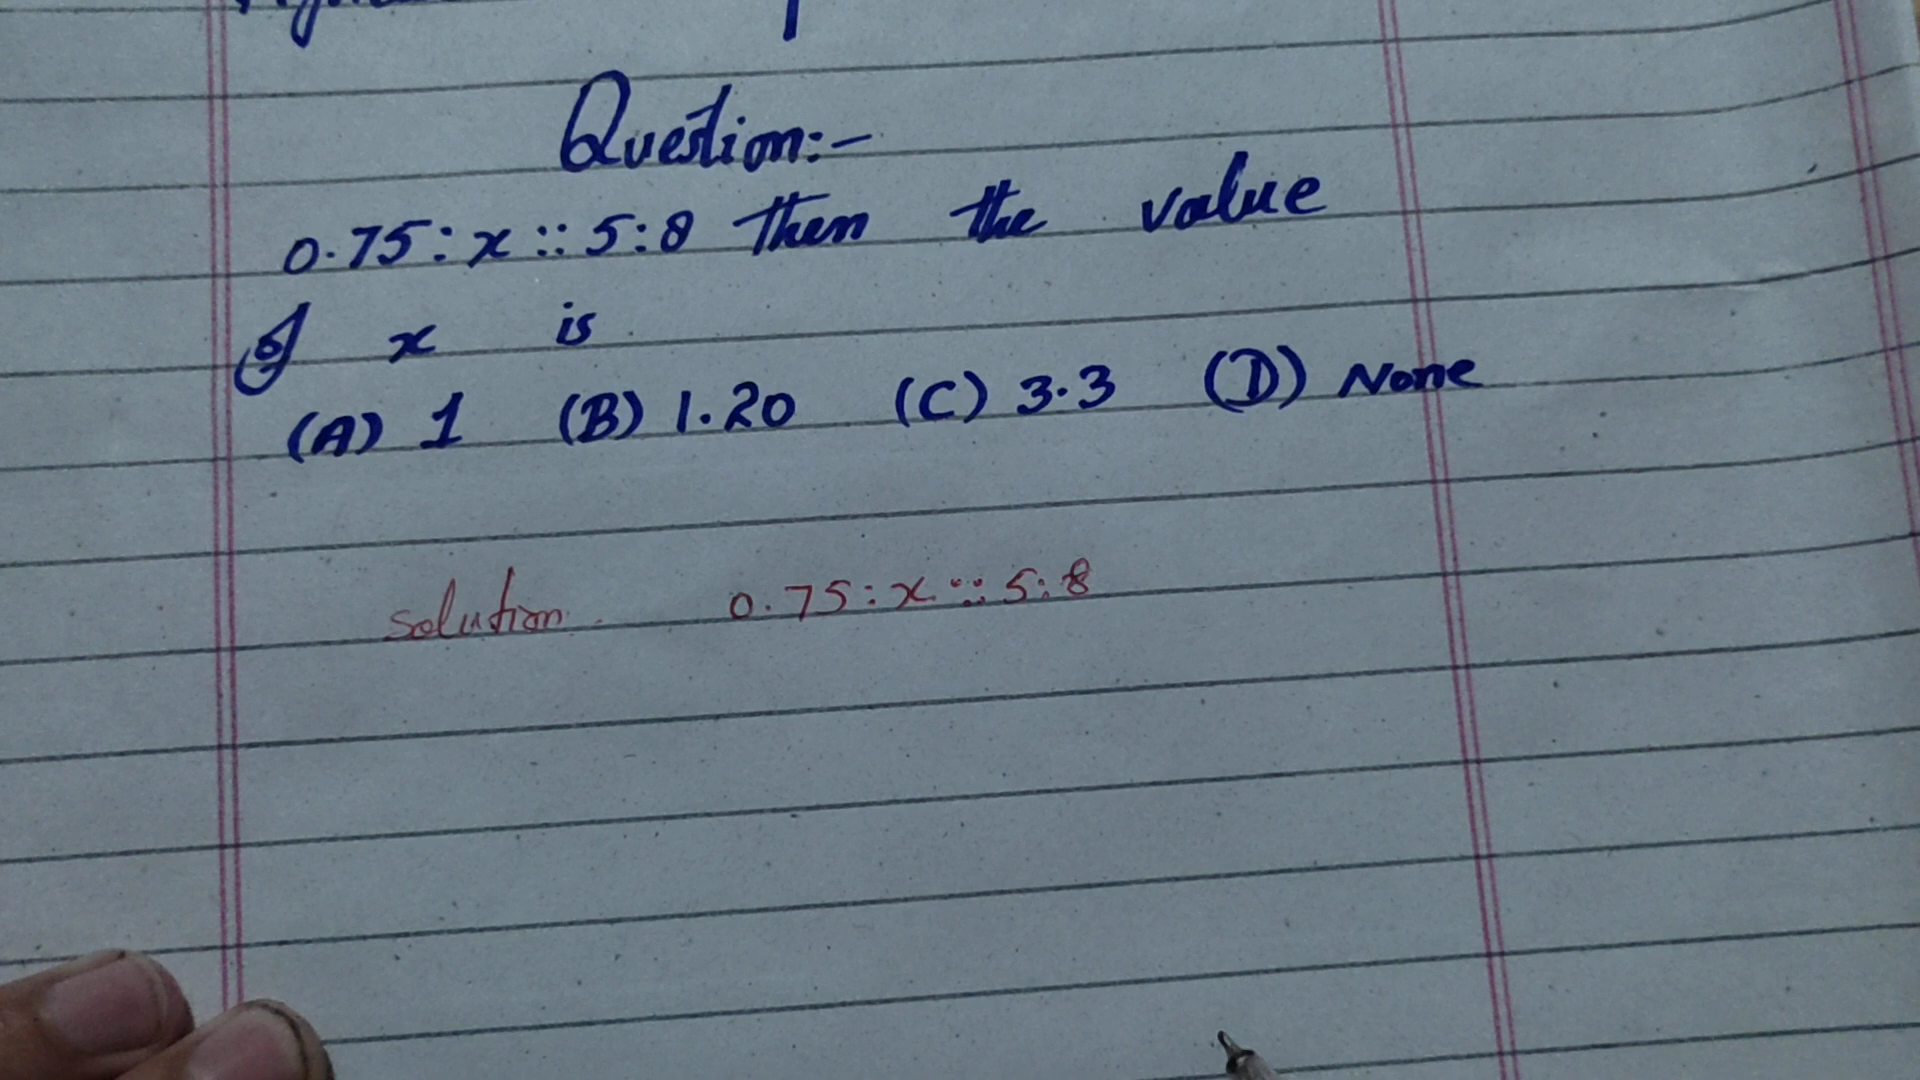 Question:-
0.75:x::5:8 then the value
of x is
(A) 1 (B) 1.20 (C) 3.3 (D) None
solution. 0.75:x::5:8